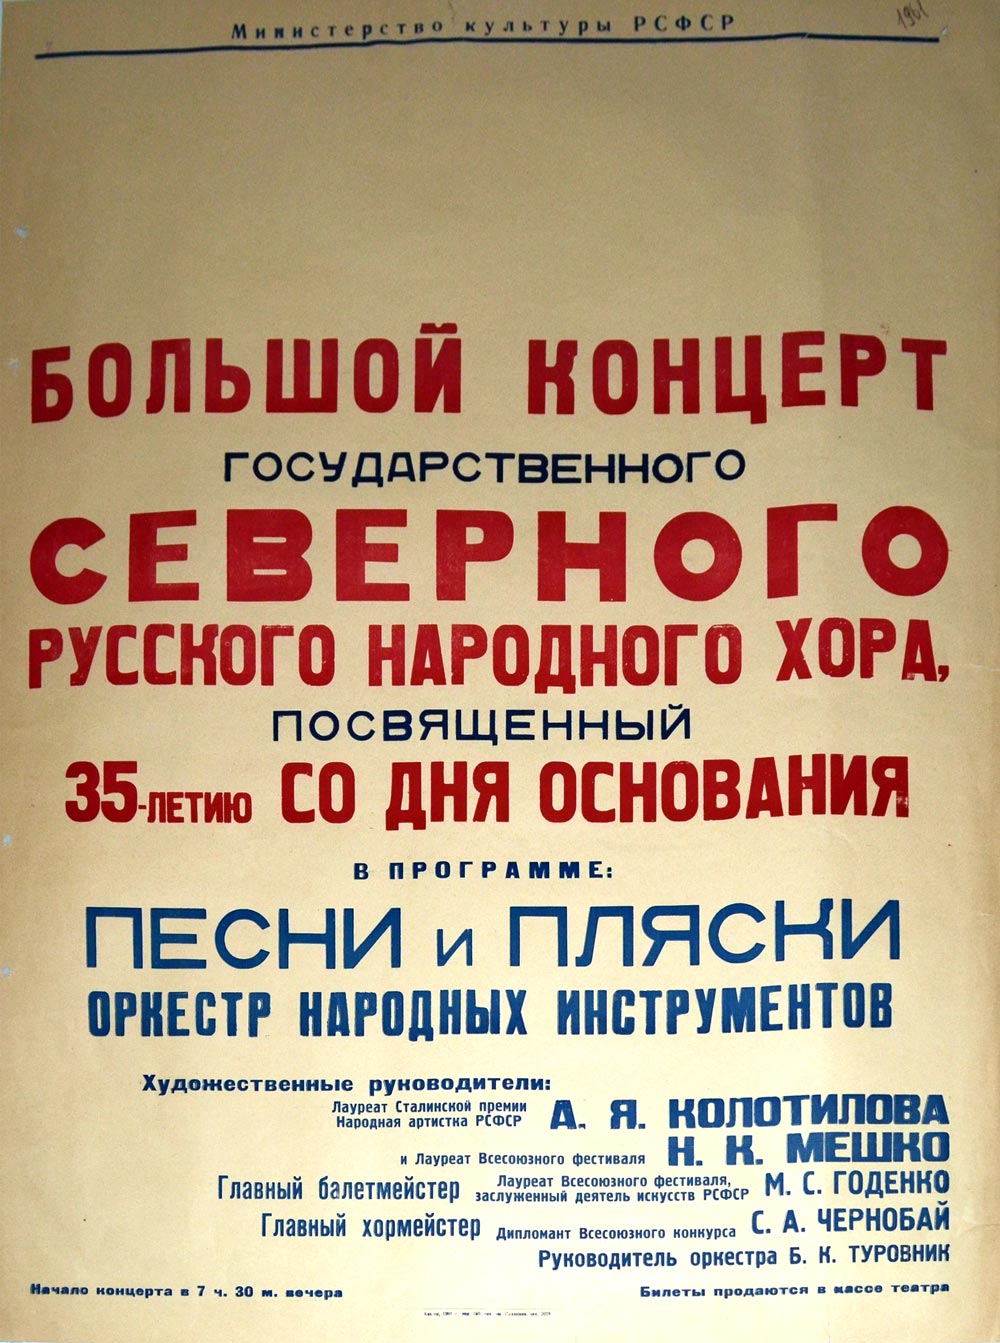 Министерство культуры РСФСР
1961
БОЛЬШОЙ КОНЦЕРТ
ГОСУДАРСТВЕННОГО
СЕВЕРНОГО
РУССКОГО НАРОДНОГО ХОРА,
ПОСВЯЩЕННЫЙ
35-ЛЕТИЮ СО ДНЯ ОСНОВАНИЯ
В ПРОГРАММЕ:
ПЕСНИ и ПЛЯСКИ
ОРКЕСТР НАРОДНЫХ ИНСТРУМЕНТОВ
Художественные руководители:
Лауреат Сталинской премии
Народная артистка РСФСР А. Я. КОЛОТИЛОВА
и Лауреат Всесоюзного фестиваля Н. К. МЕШКО
Главный балетмейстер Лауреат Всесоюзного фестиваля, заслуженный деятель искусств РСФСР М. С. ГОДЕНКО
Главный хормейстер Дипломант Всесоюзного конкурса С. А. ЧЕРНОБАЙ
Руководитель оркестра Б. К. ТУРОВНИК
Начало концерта в 7 ч. 30 м. вечера
Билеты продаются в кассе театра